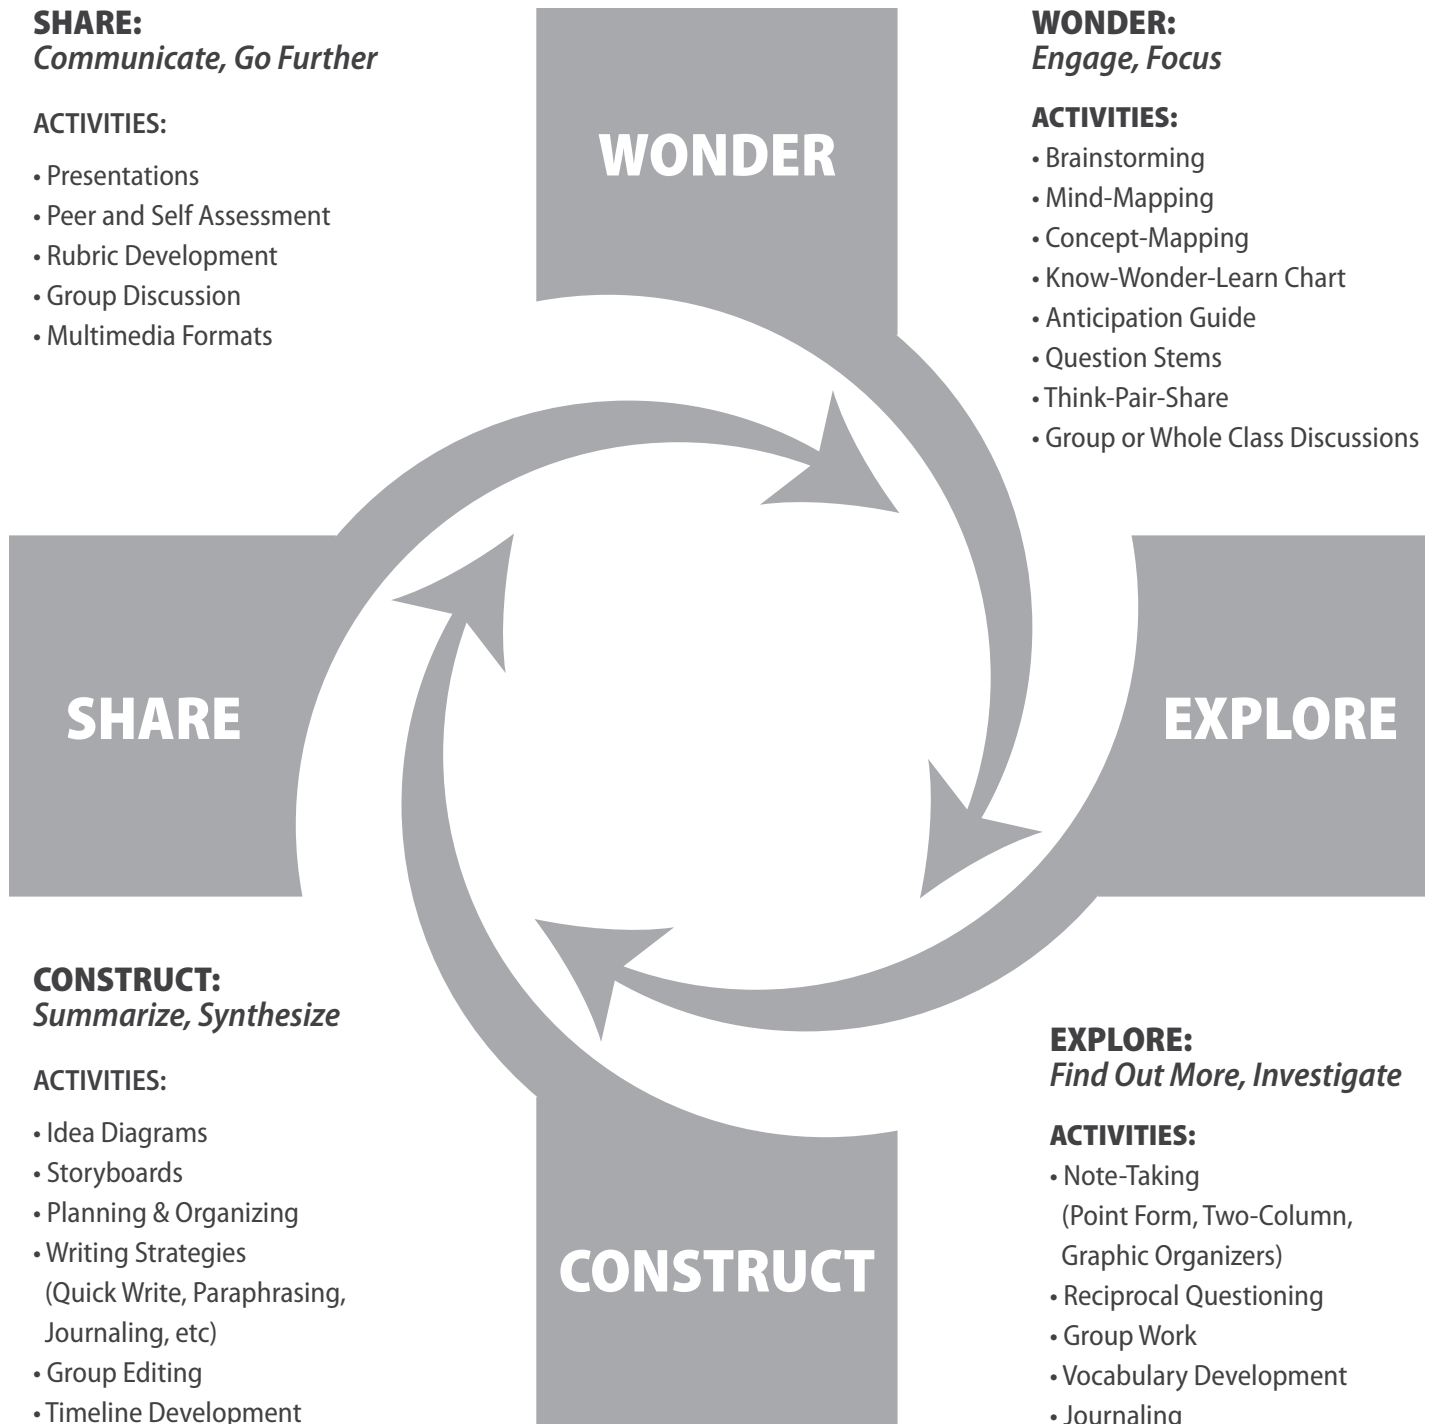 SHARE:
Communicate, Go Further
ACTIVITIES:
• Presentations
• Peer and Self Assessment
• Rubric Development
• Group Discussion
• Multimedia Formats
WONDER
WONDER:
Engage, Focus
ACTIVITIES:
• Brainstorming
• Mind-Mapping
• Concept-Mapping
• Know-Wonder-Learn Chart
• Anticipation Guide
• Question Stems
• Think-Pair-Share
• Group or Whole Class Discussions
SHARE
EXPLORE
CONSTRUCT:
Summarize, Synthesize
ACTIVITIES:
• Idea Diagrams
• Storyboards
• Planning & Organizing
• Writing Strategies
(Quick Write, Paraphrasing,
Journaling, etc)
• Group Editing
• Timeline Development
CONSTRUCT
EXPLORE:
Find Out More, Investigate
ACTIVITIES:
• Note-Taking
(Point Form, Two-Column,
Graphic Organizers)
• Reciprocal Questioning
• Group Work
• Vocabulary Development
• Journaling